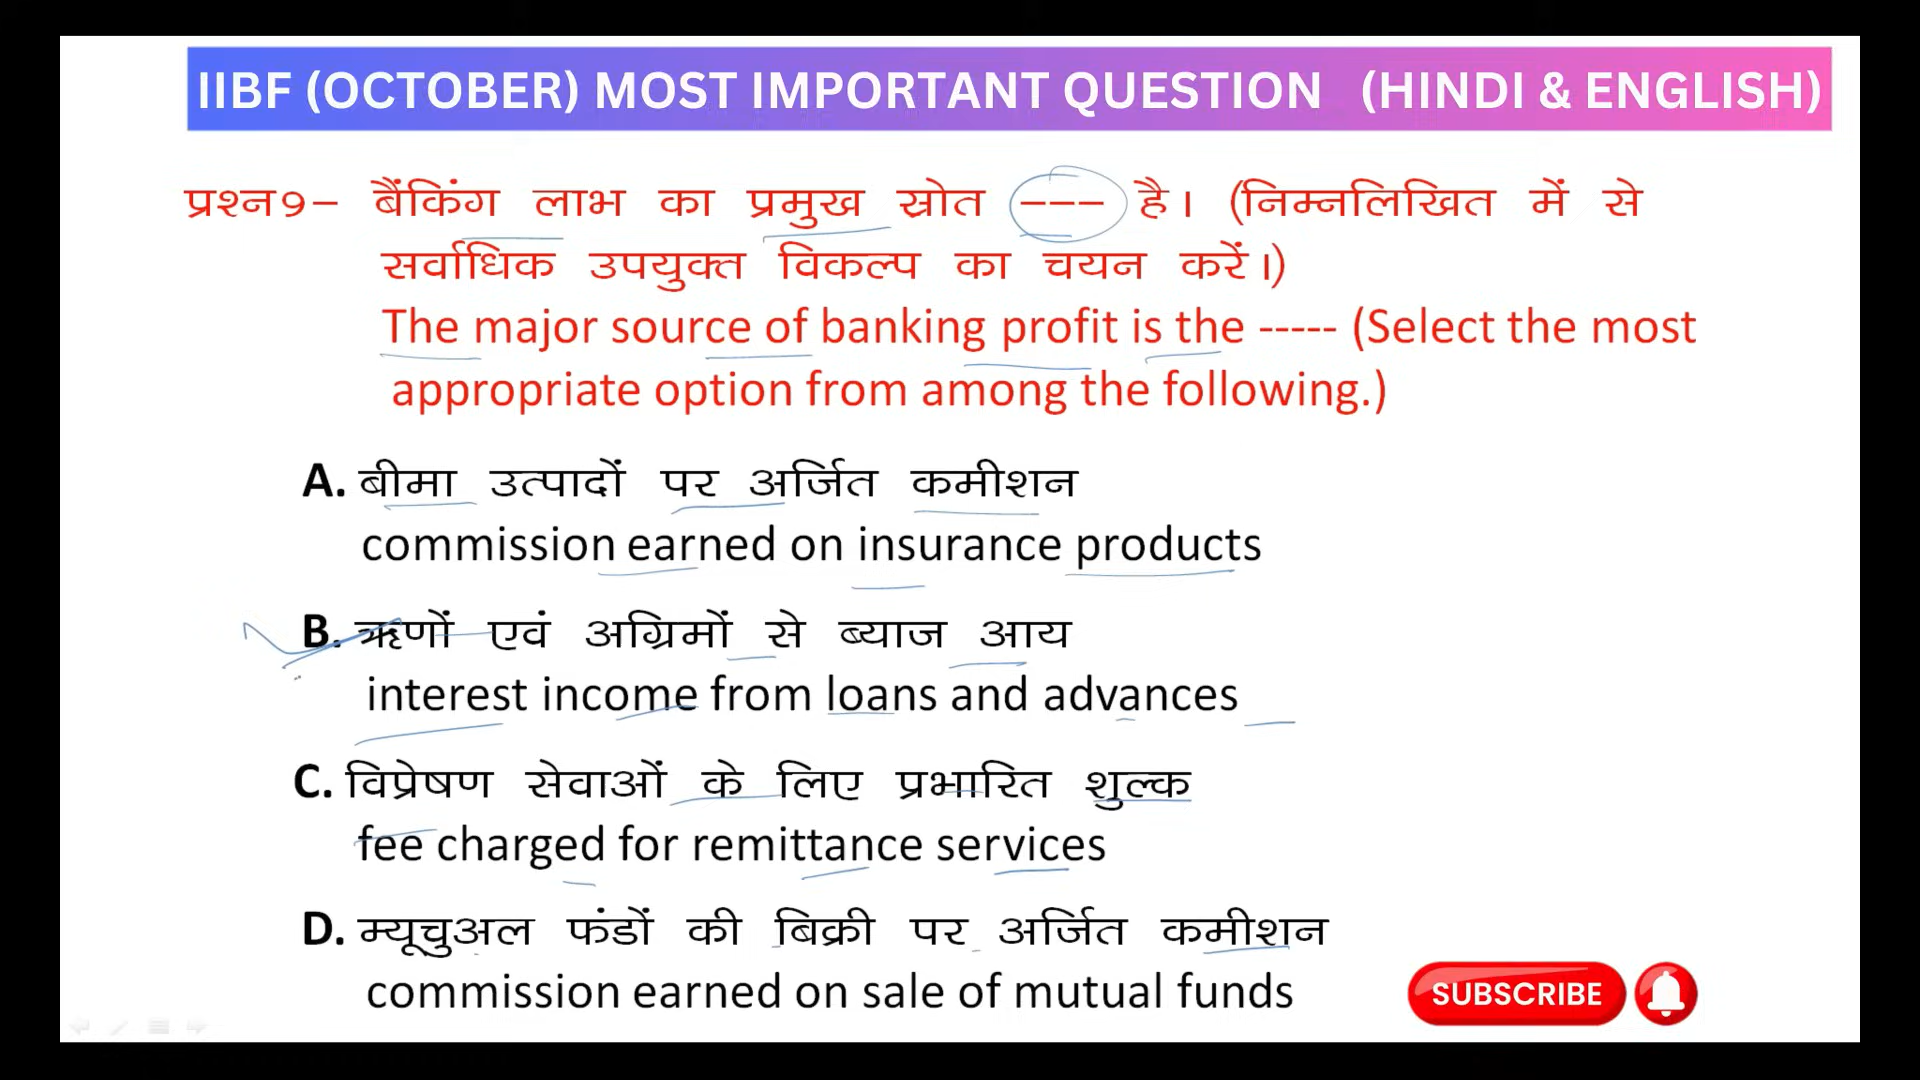 IIBF (OCTOBER) MOST IMPORTANT QUESTION (HINDI & ENGLISH)
प्रश्न९- बैंकिंग लाभ का प्रमुख स्रोत --- है। (निम्नलिखित में से
सर्वाधिक उपयुक्त विकल्प का चयन करें।)
The major source of banking profit is the ----- (Select the most
appropriate option from among the following.)
A. बीमा उत्पादों पर अर्जित कमीशन
commission earned on insurance products
B. ऋणों एवं अग्रिमों से ब्याज आय
interest income from loans and advances
C. विप्रेषण सेवाओं के लिए प्रभारित शुल्क
fee charged for remittance services
D. म्यूचुअल फंडों की बिक्री पर अर्जित कमीशन
commission earned on sale of mutual funds
SUBSCRIBE